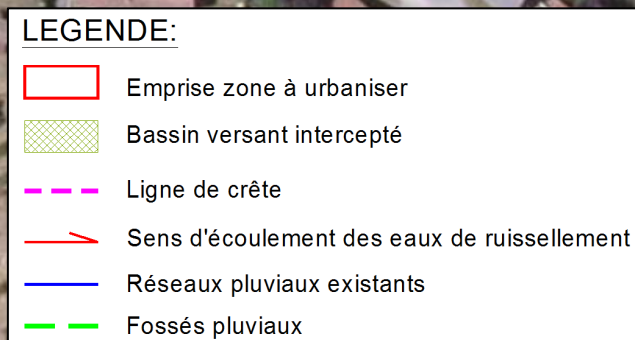 LEGENDE:
Emprise zone à urbaniser
Bassin versant intercepté
Ligne de crête
Sens d'écoulement des eaux de ruissellement
Réseaux pluviaux existants
Fossés pluviaux